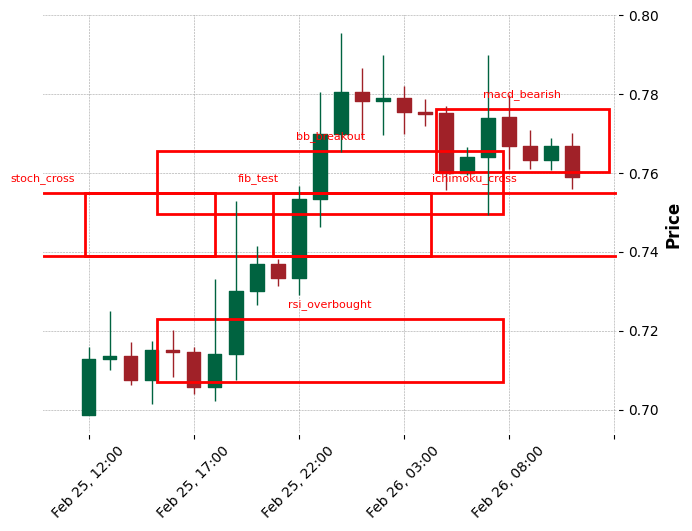 0.80
macd_bearish
0.78
bb_breakout
stoch_cross
fib_test
ichimoku_cross
0.76
Price
0.74
rsi_overbought
0.72
0.70
Feb 25, 12:00
Feb 25, 17:00
Feb 25, 22:00
Feb 26, 03:00
Feb 26, 08:00